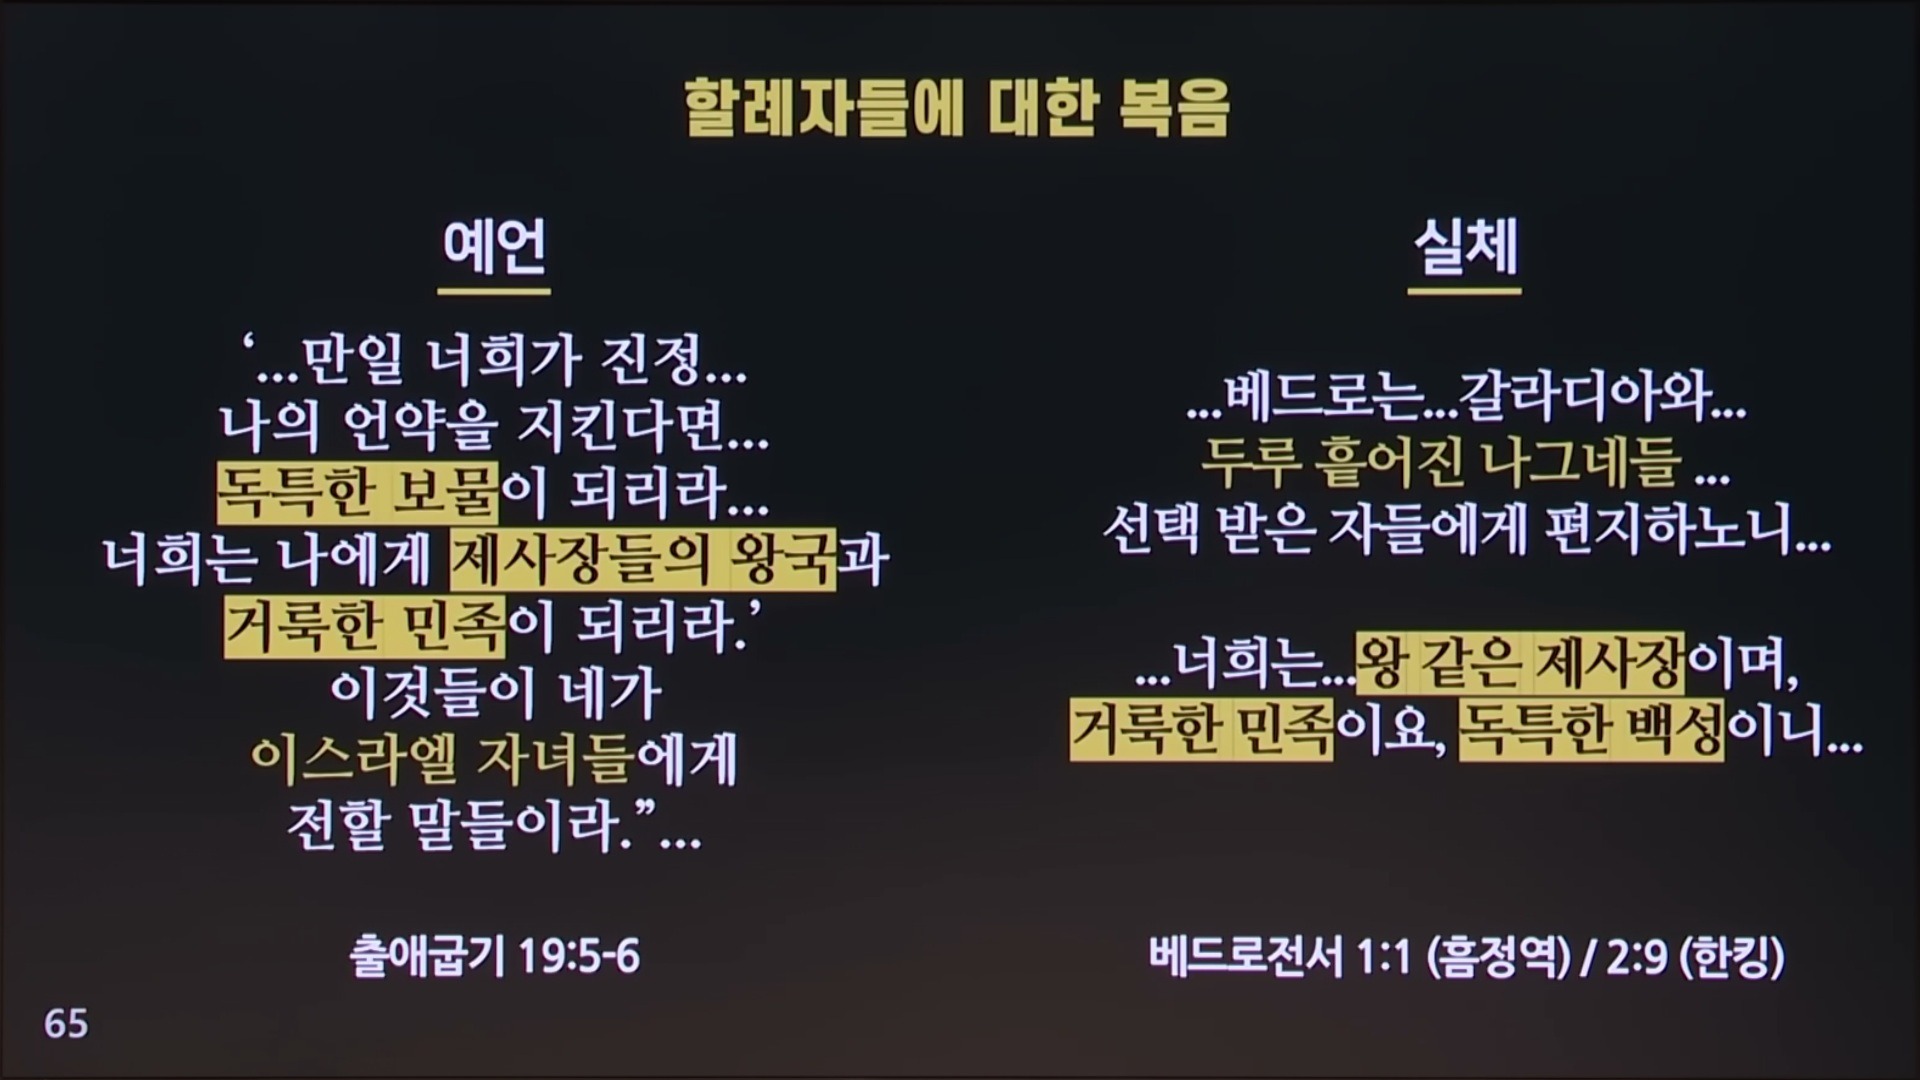 할례자들에 대한 복음
예언
‘...만일 너희가 진정...
나의 언약을 지킨다면...
독특한 보물이 되리라...
너희는 나에게 제사장들의 왕국과
거룩한 민족이 되리라.’
이것들이 네가
이스라엘 자녀들에게
전할 말들이라.”...
출애굽기 19:5-6
실체
...베드로는...갈라디아와...
두루 흩어진 나그네들 ...
선택 받은 자들에게 편지하노니...
...너희는...왕 같은 제사장이며,
거룩한 민족이요, 독특한 백성이니...
베드로전서 1:1 (흠정역) / 2:9 (한킹)
65